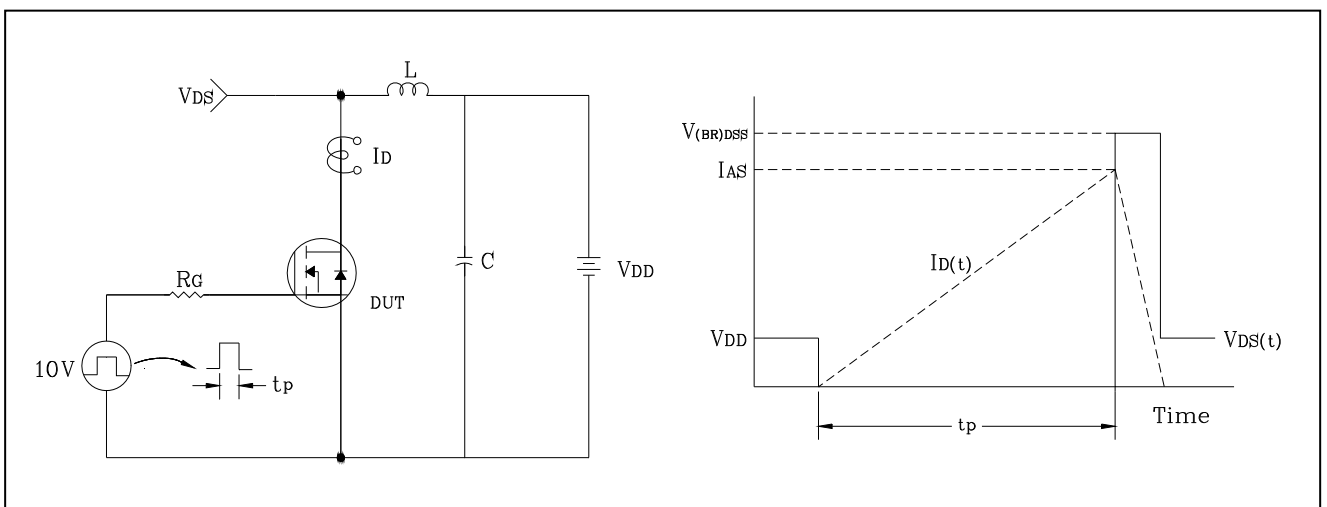 L
VDS
ID
RG
C
VDD
DUT
10V
tp
V(BR)DSS
IAS
ID(t)
VDD
VDS(t)
Time
tp